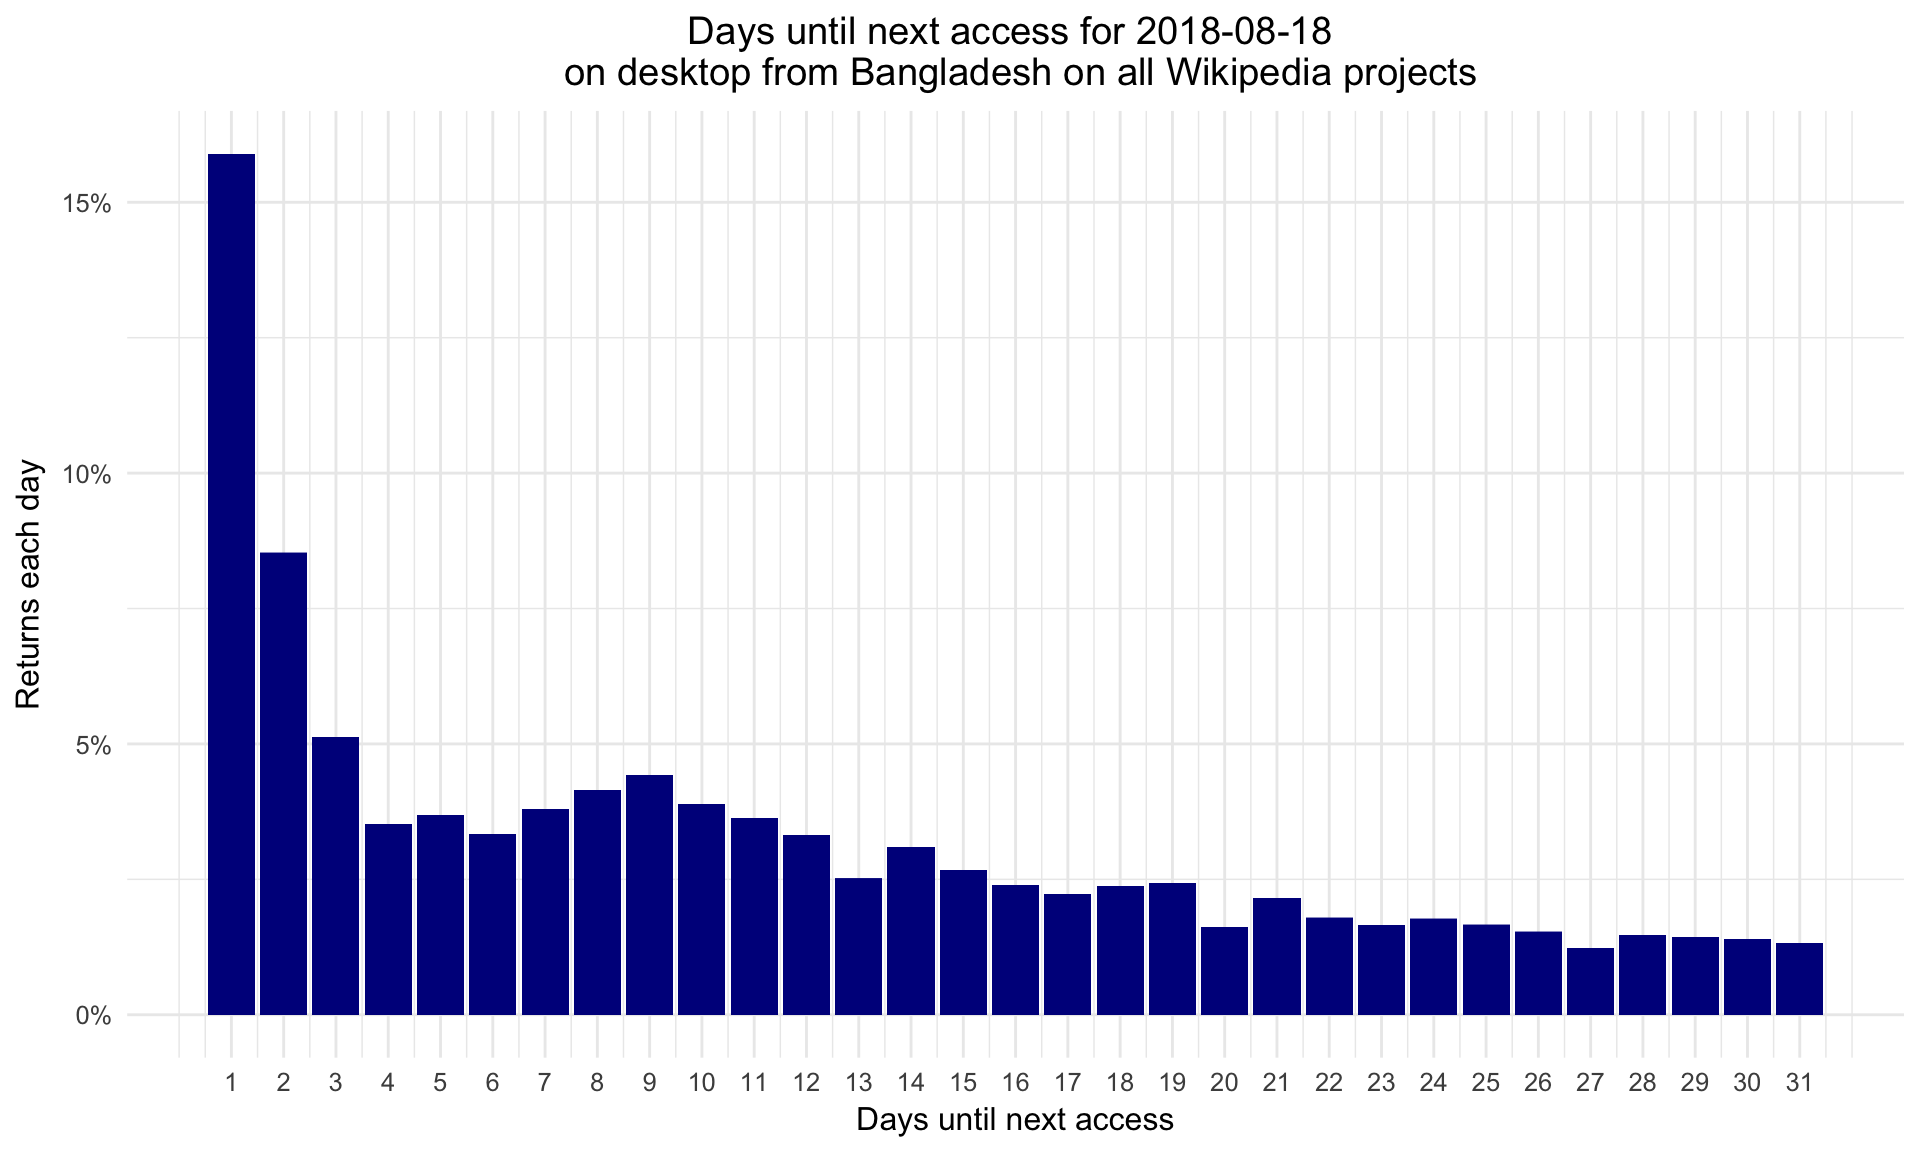 Days until next access for 2018-08-18
on desktop from Bangladesh on all Wikipedia projects
Returns each day
15%
10%
5%
0%
1 2 3 4 5 6 7 8 9 10 11 12 13 14 15 16 17 18 19 20 21 22 23 24 25 26 27 28 29 30 31
Days until next access